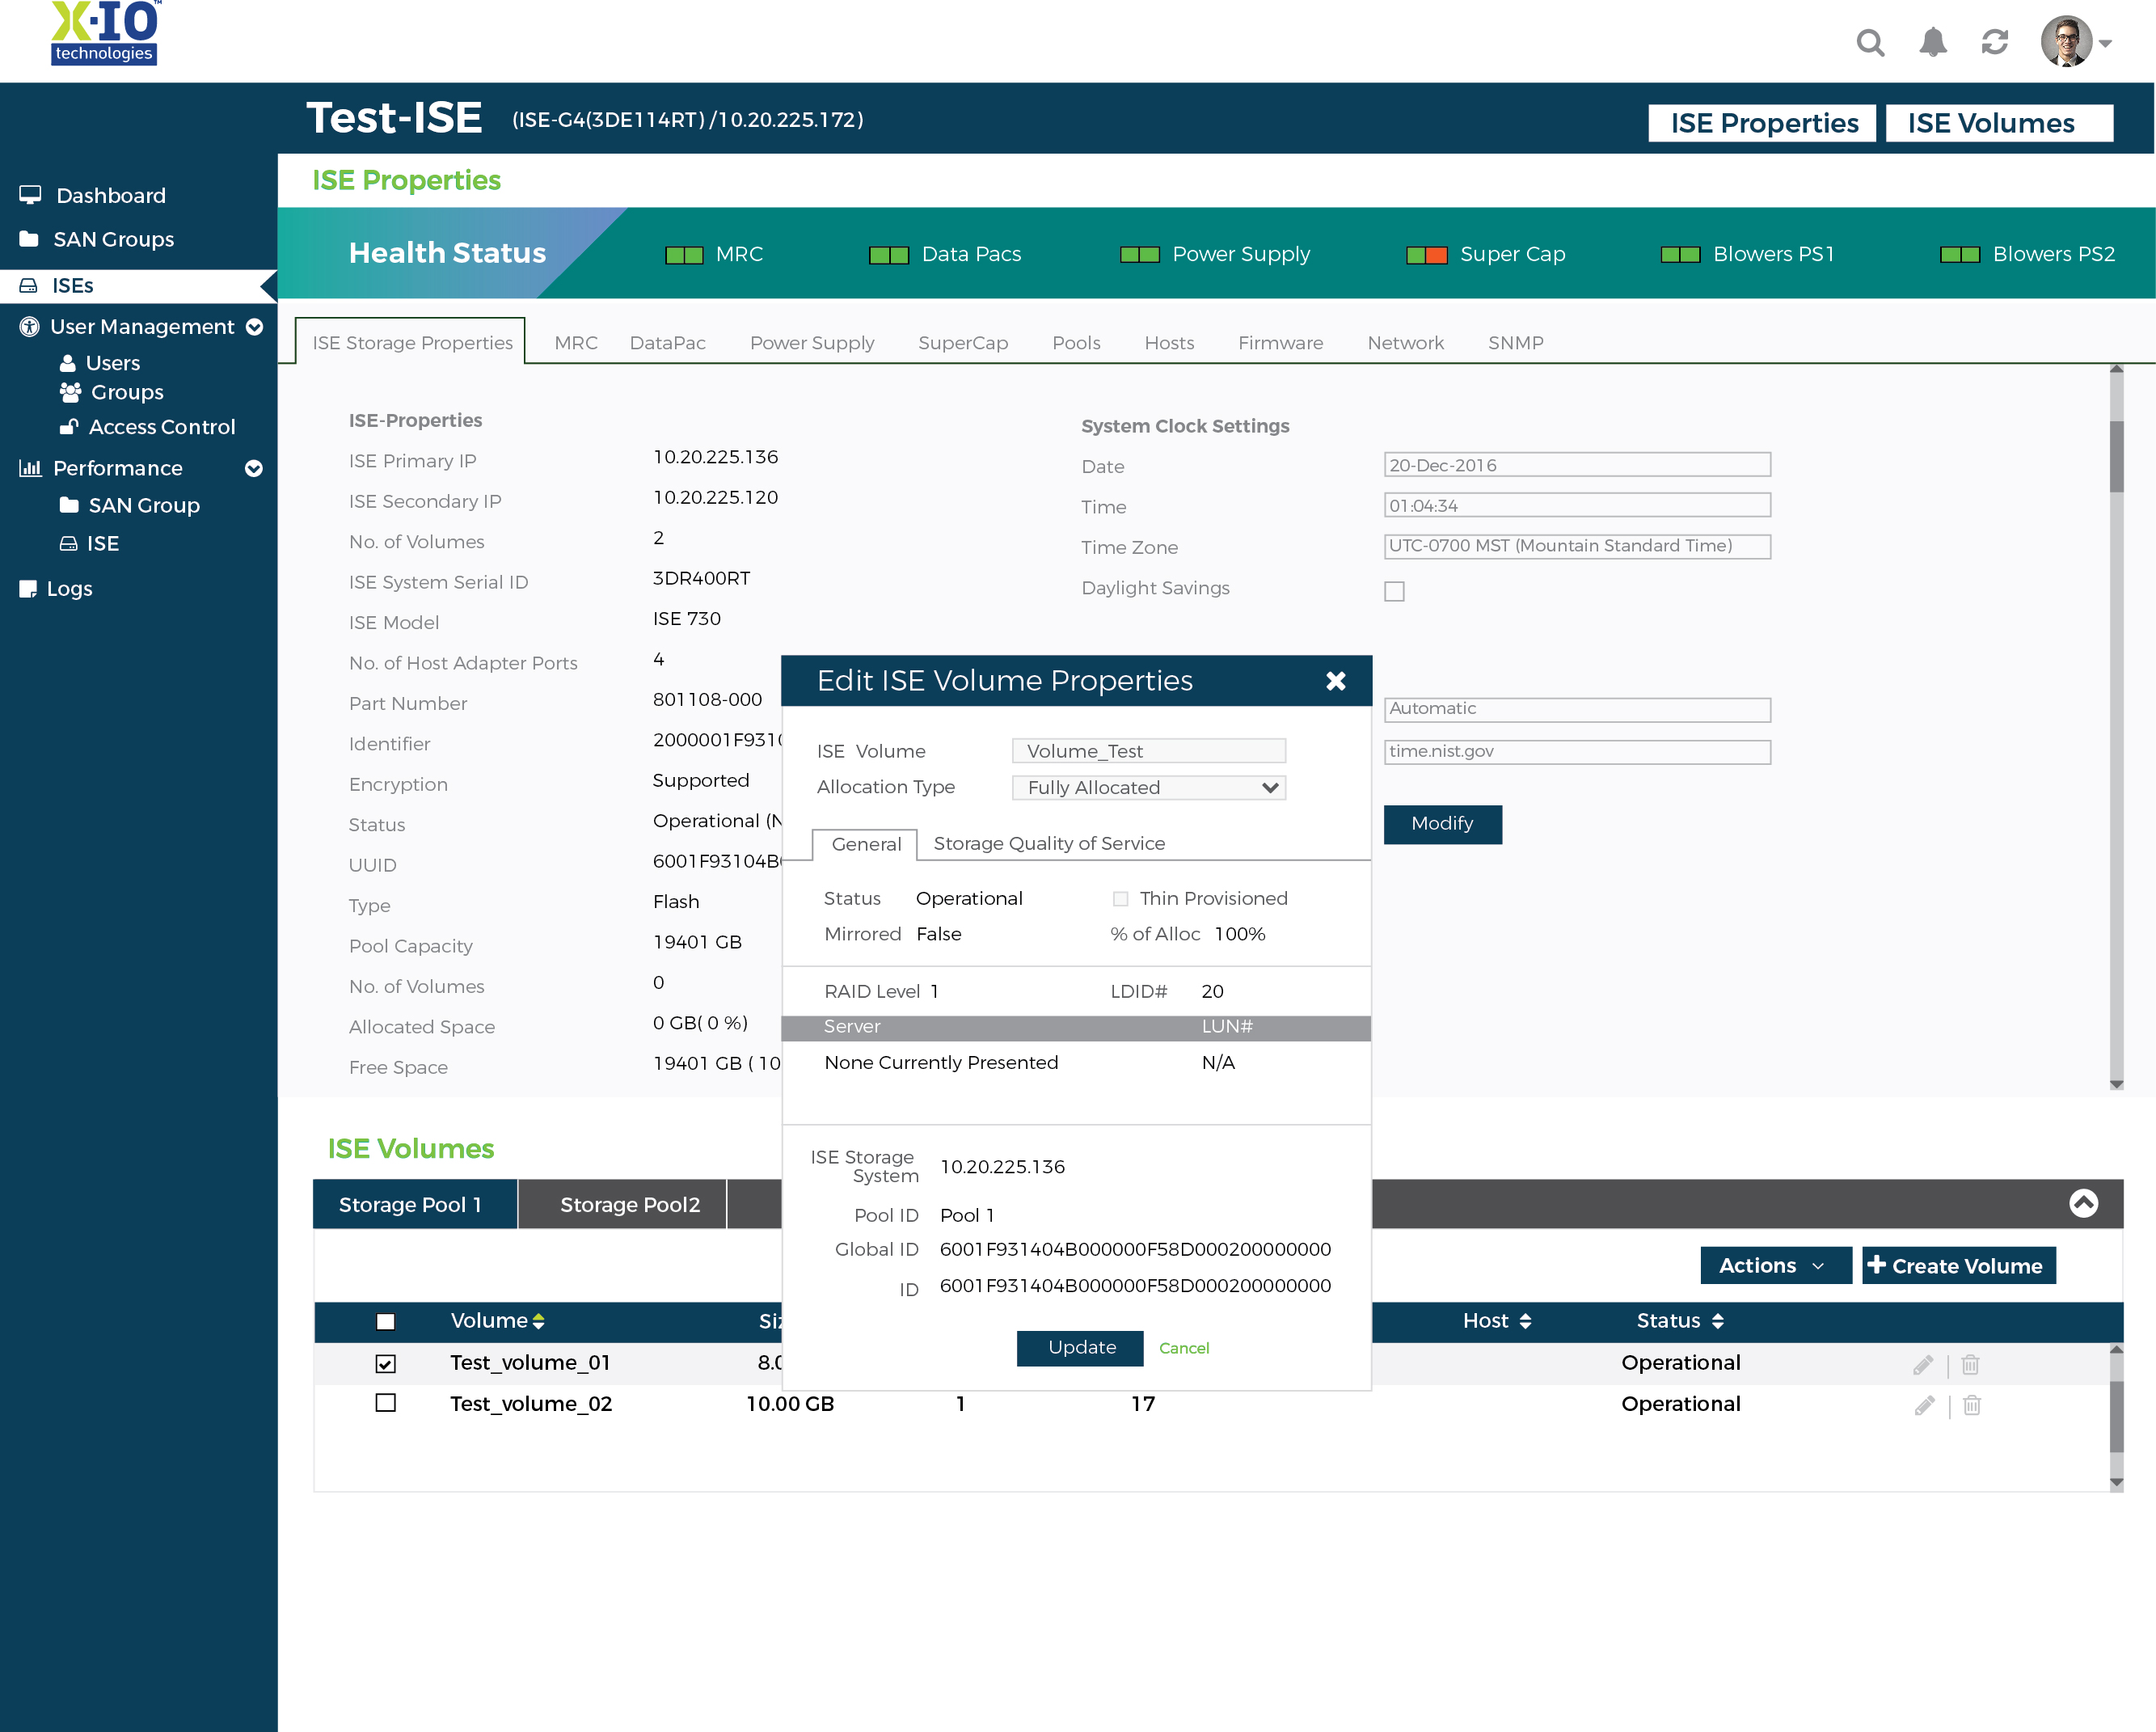 X-IO™
technologies
Test-ISE (ISE-G4(3DE114RT) /10.20.225.172)
ISE Properties
ISE Volumes
Dashboard
SAN Groups
ISEs
User Management
Users
Groups
Access Control
Performance
SAN Group
ISE
Logs
ISE Properties
Health Status
MRC
Data Pacs
Power Supply
Super Cap
Blowers PS1
Blowers PS2
ISE Storage Properties
MRC
DataPac
Power Supply
SuperCap
Pools
Hosts
Firmware
Network
SNMP
ISE-Properties
ISE Primary IP 10.20.225.136
ISE Secondary IP 10.20.225.120
No. of Volumes 2
ISE System Serial ID 3DR400RT
ISE Model ISE 730
No. of Host Adapter Ports 4
Part Number 801108-000
Identifier 2000001F931
Encryption Supported
Status Operational (N
UUID 6001F93104B
Type Flash
Pool Capacity 19401 GB
No. of Volumes 0
Allocated Space 0 GB( 0 %)
Free Space 19401 GB ( 10
System Clock Settings
Date 20-Dec-2016
Time 01:04:34
Time Zone UTC-0700 MST (Mountain Standard Time)
Daylight Savings
Automatic
time.nist.gov
Modify
Edit ISE Volume Properties
ISE Volume Volume_Test
Allocation Type Fully Allocated
General
Storage Quality of Service
Status Operational
Thin Provisioned
Mirrored False
% of Alloc 100%
RAID Level 1
LDID# 20
Server LUN#
None Currently Presented N/A
ISE Storage
System
10.20.225.136
Pool ID Pool 1
Global ID 6001F931404B000000F58D000200000000
ID 6001F931404B000000F58D000200000000
Update
Cancel
ISE Volumes
Storage Pool 1
Storage Pool2
Actions
Create Volume
Volume Si Host Status
Test_volume_01 8.0 Operational
Test_volume_02 10.00 GB 1 17 Operational